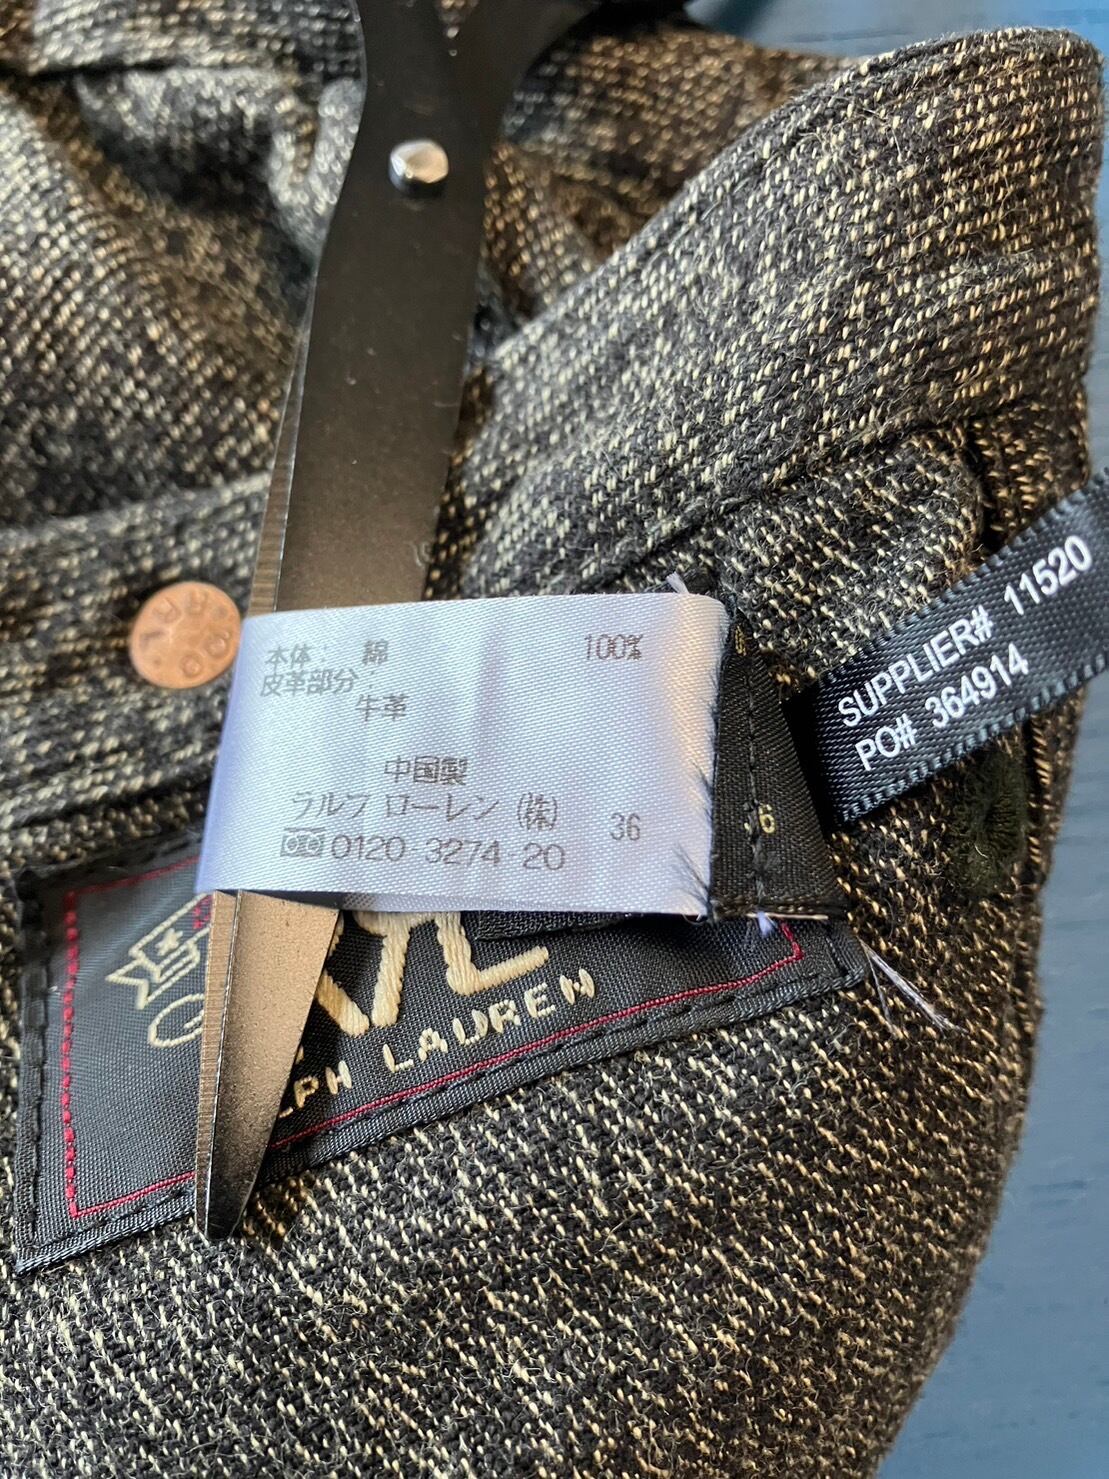 本体： 綿 100%
皮革部分：
牛革
中国製
ラルフ ローレン (株) 36
0120-3274-20
SUPPLIER# 11520
PO# 364914
LAUREN